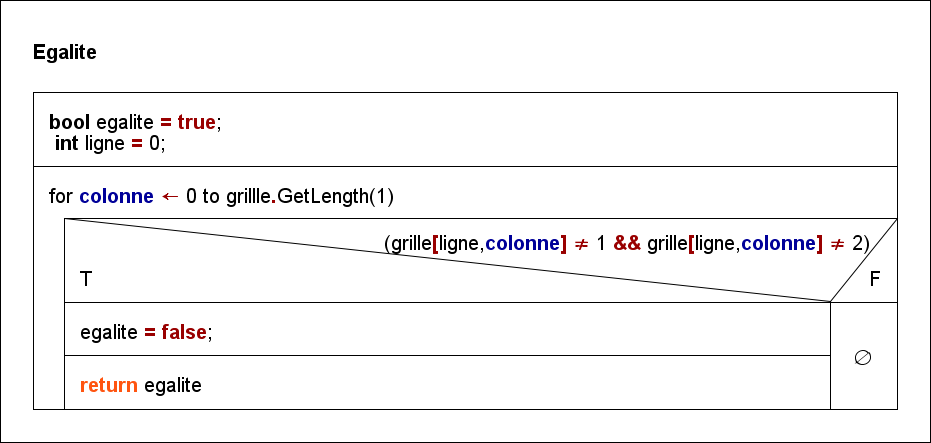 Egalite
bool egalite = true;
int ligne = 0;
for colonne ← 0 to grillle.GetLength(1)
(grille[ligne,colonne] ≠ 1 && grille[ligne,colonne] ≠ 2)
T F
egalite = false;
∅
return egalite